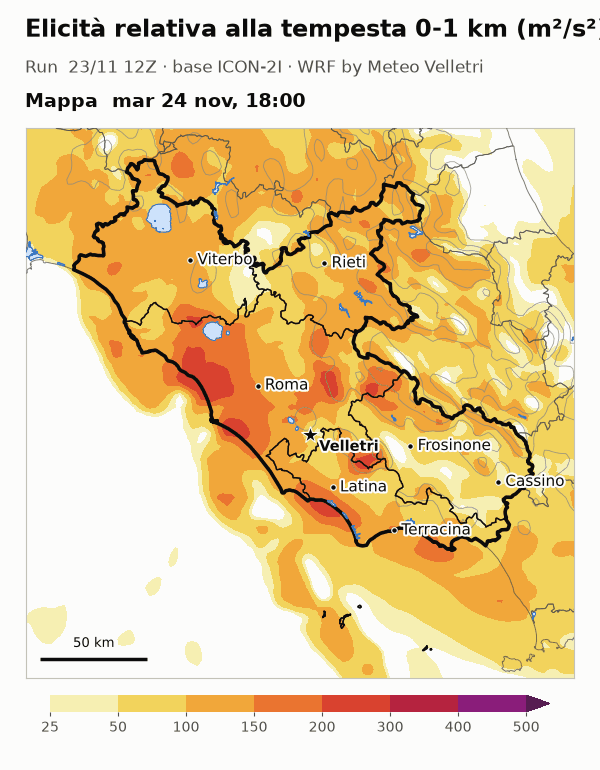 Elicità relativa alla tempesta 0-1 km (m²/s²)
Run  23/11 12Z · base ICON-2I · WRF by Meteo Velletri
Mappa  mar 24 nov, 18:00
Viterbo
Rieti
Roma
Velletri
Frosinone
Cassino
Latina
Terracina
50 km
25 50 100 150 200 300 400 500